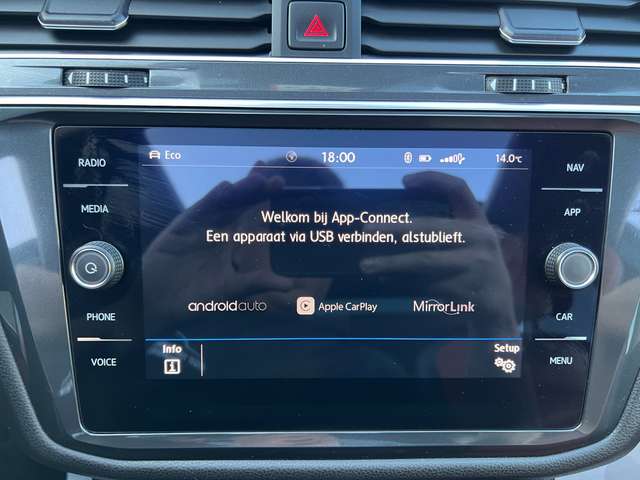 RADIO
MEDIA
PHONE
VOICE
Eco 18:00 14.0°C
Welkom bij App-Connect.
Een apparaat via USB verbinden, alstublieft.
androidauto Apple CarPlay MirrorLink
Info Setup
NAV
APP
CAR
MENU